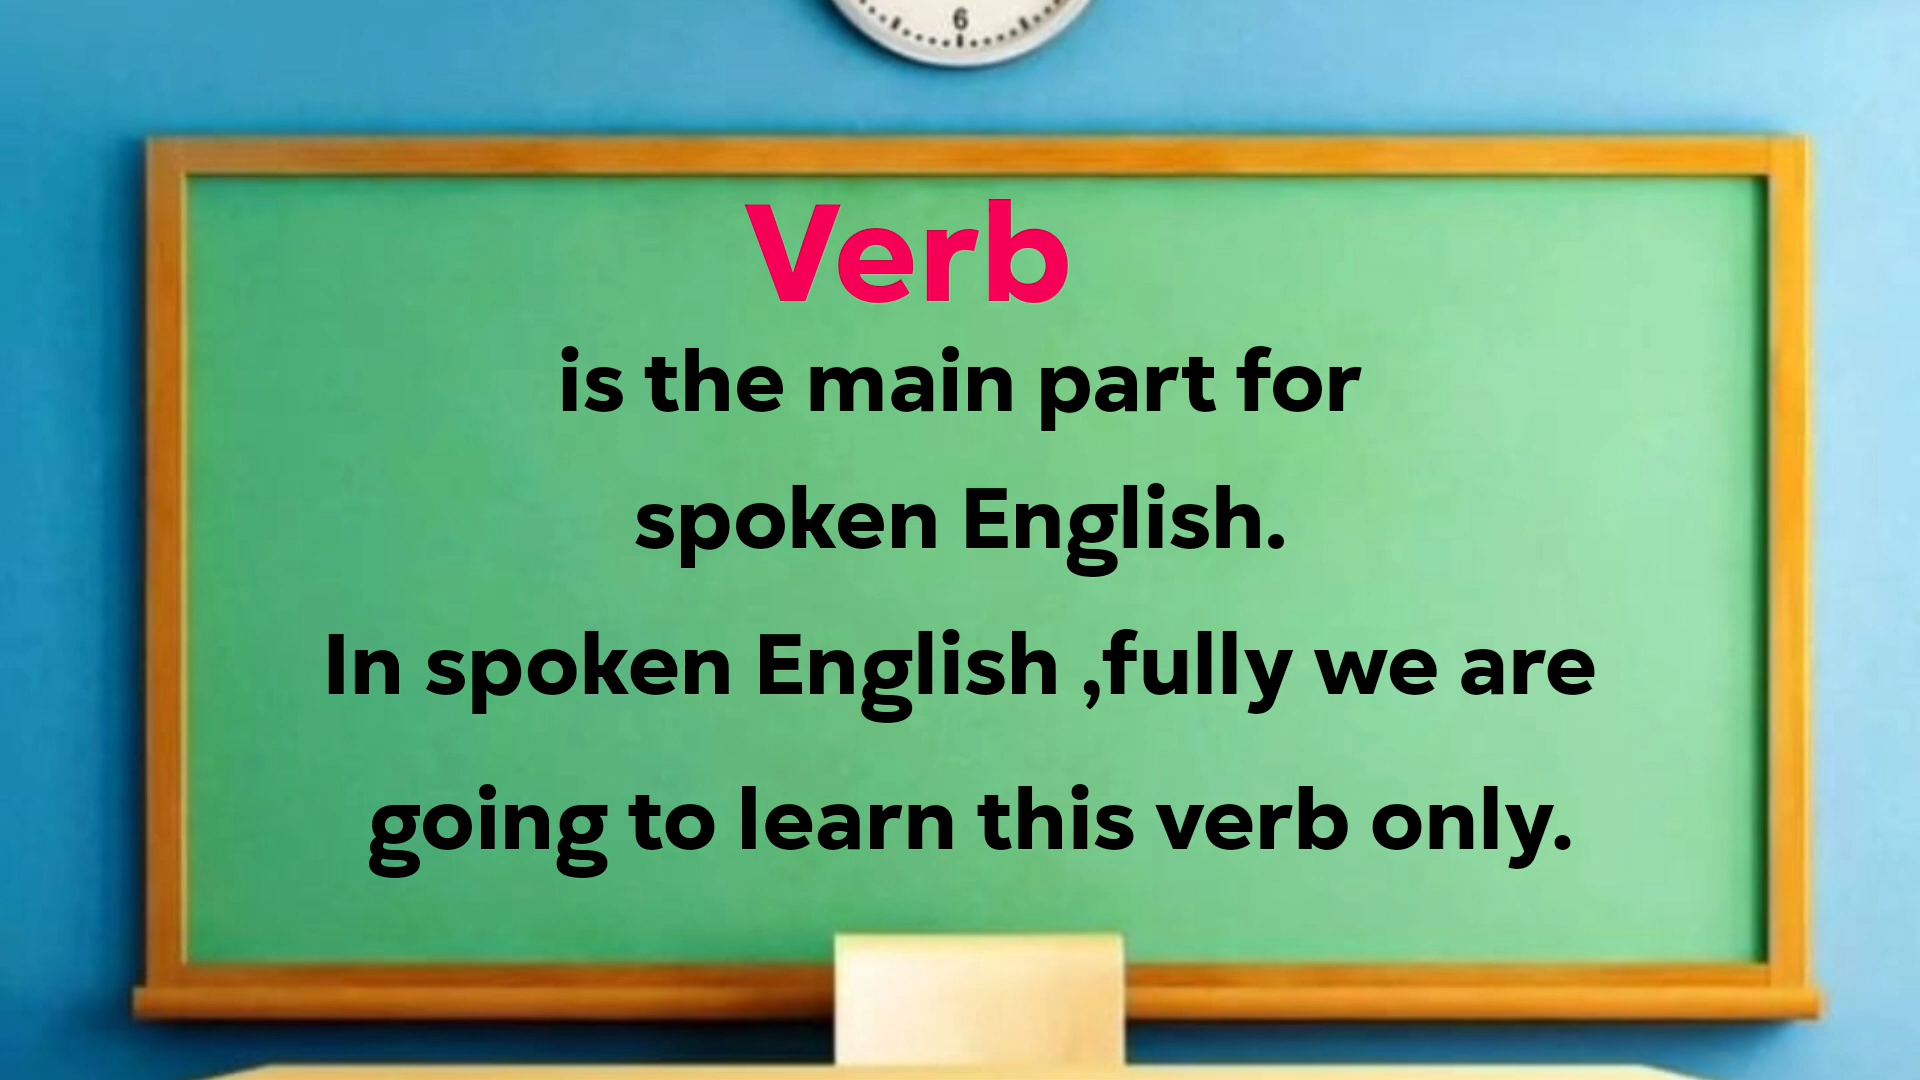 6
Verb
is the main part for
spoken English.
In spoken English ,fully we are
going to learn this verb only.